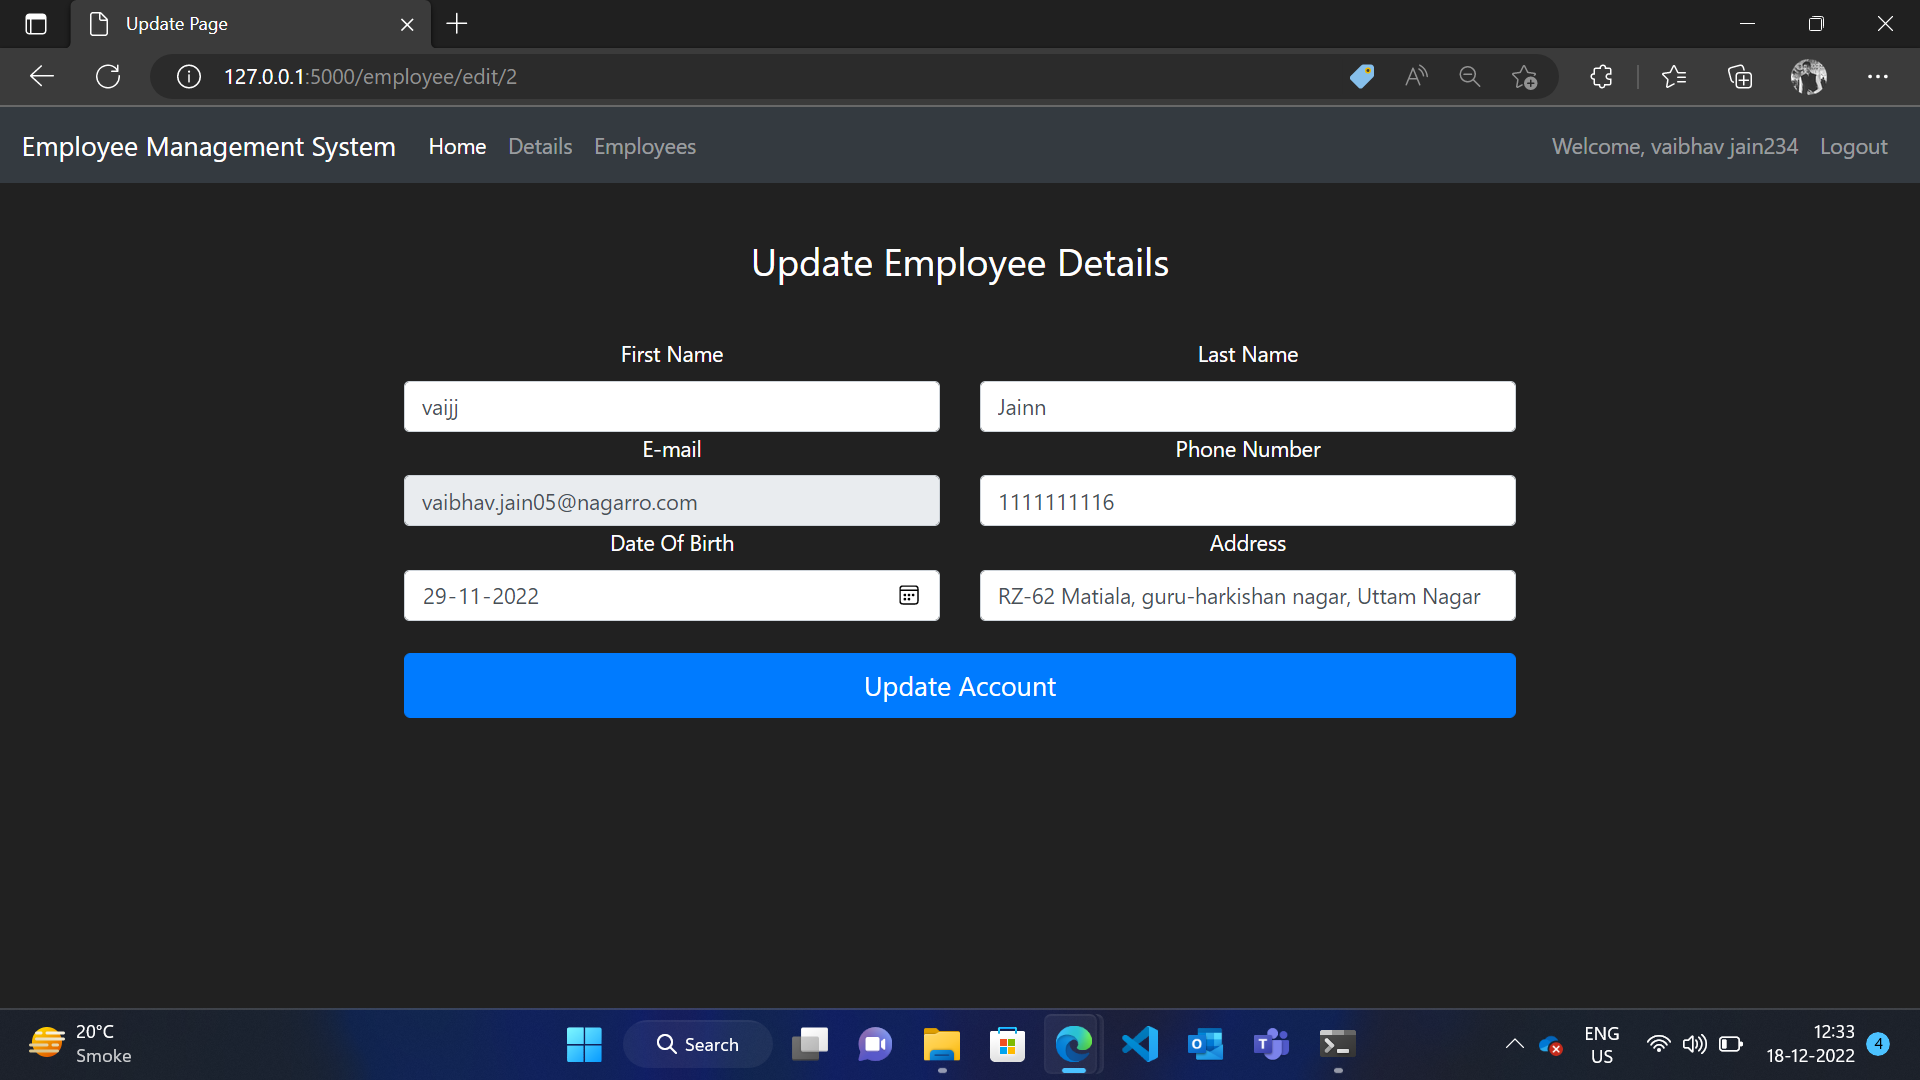 Update Page
127.0.0.1:5000/employee/edit/2
Employee Management System Home Details Employees Welcome, vaibhav jain234 Logout
Update Employee Details
First Name Last Name
vaijj Jainn
E-mail Phone Number
vaibhav.jain05@nagarro.com 1111111116
Date Of Birth Address
29-11-2022 RZ-62 Matiala, guru-harkishan nagar, Uttam Nagar
Update Account
20°C
Smoke
Search
ENG
US
12:33
18-12-2022
4